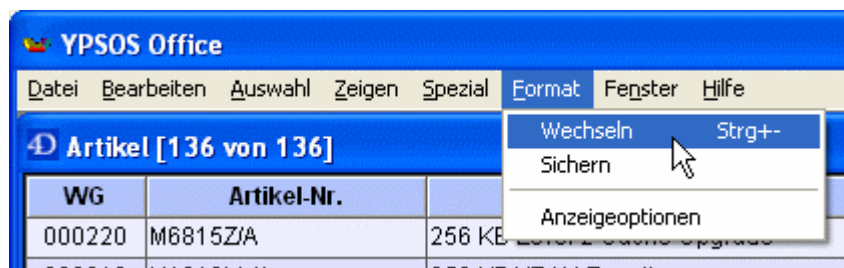 YPSOS Office
Datei Bearbeiten Auswahl Zeigen Spezial Format Fenster Hilfe
Wechseln Strg+-
Sichern
Anzeigeoptionen
Artikel [136 von 136]
WG Artikel-Nr.
000220 M6815Z/A 256 KB